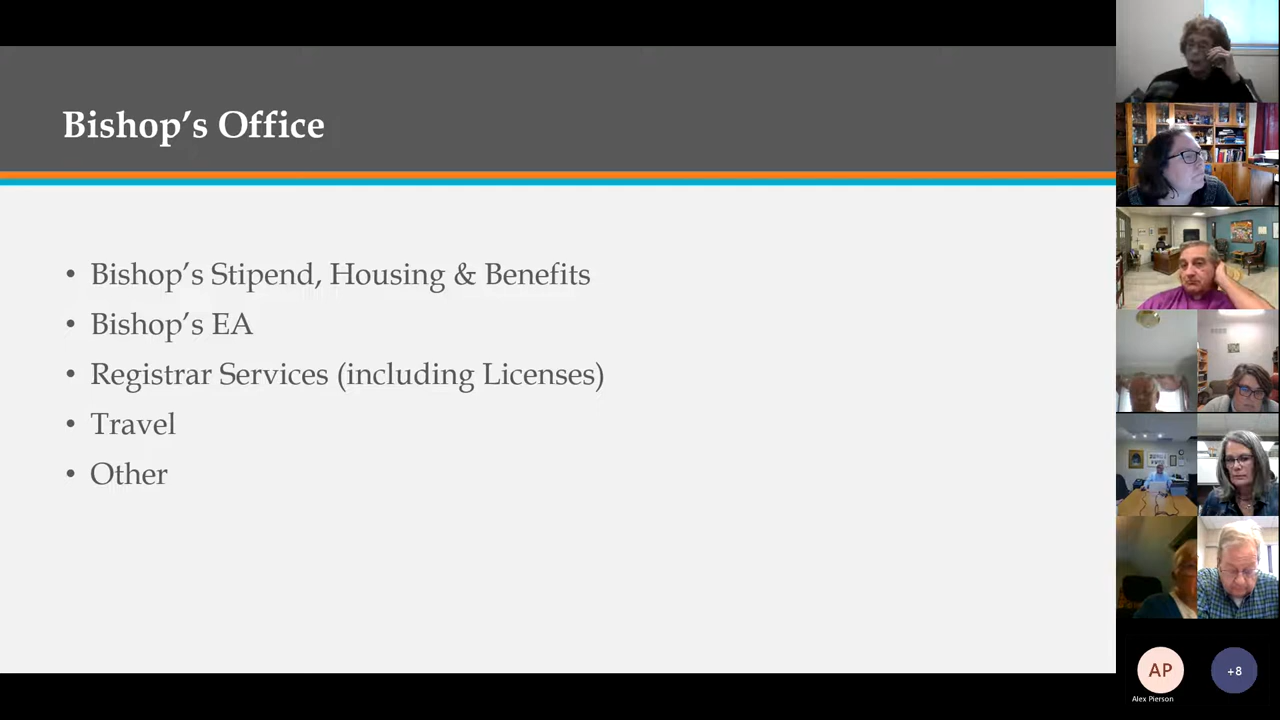 Bishop’s Office
• Bishop’s Stipend, Housing & Benefits
• Bishop’s EA
• Registrar Services (including Licenses)
• Travel
• Other
AP
+8
Alex Pierson